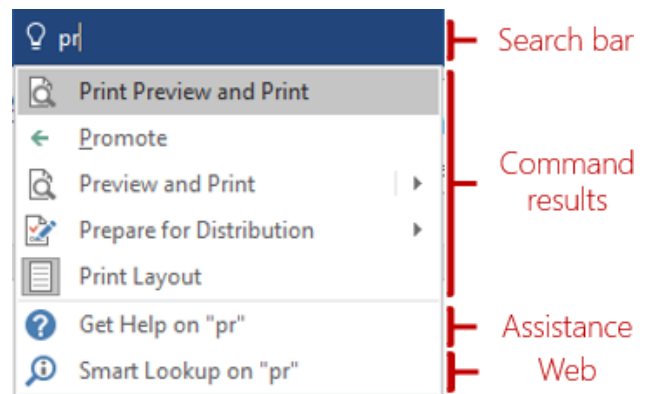 pr
Search bar
Print Preview and Print
Promote
Preview and Print
Command
results
Prepare for Distribution
Print Layout
Get Help on "pr"
Assistance
Smart Lookup on "pr"
Web